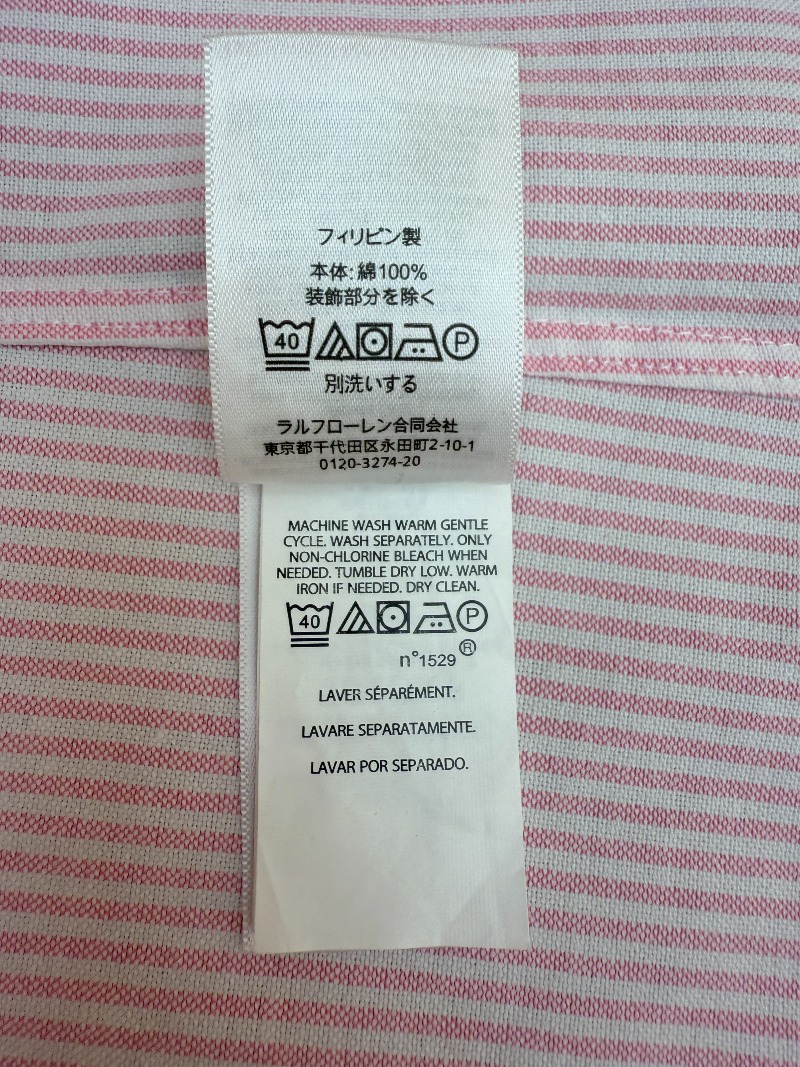 フィリピン製
本体:綿100%
装飾部分を除く
40 P
別洗いする
ラルフローレン合同会社
東京都千代田区永田町2-10-1
0120-3274-20
MACHINE WASH WARM GENTLE
CYCLE. WASH SEPARATELY. ONLY
NON-CHLORINE BLEACH WHEN
NEEDED. TUMBLE DRY LOW. WARM
IRON IF NEEDED. DRY CLEAN.
40 P
n°1529 ®
LAVER SÉPARÉMENT.
LAVARE SEPARATAMENTE.
LAVAR POR SEPARADO.